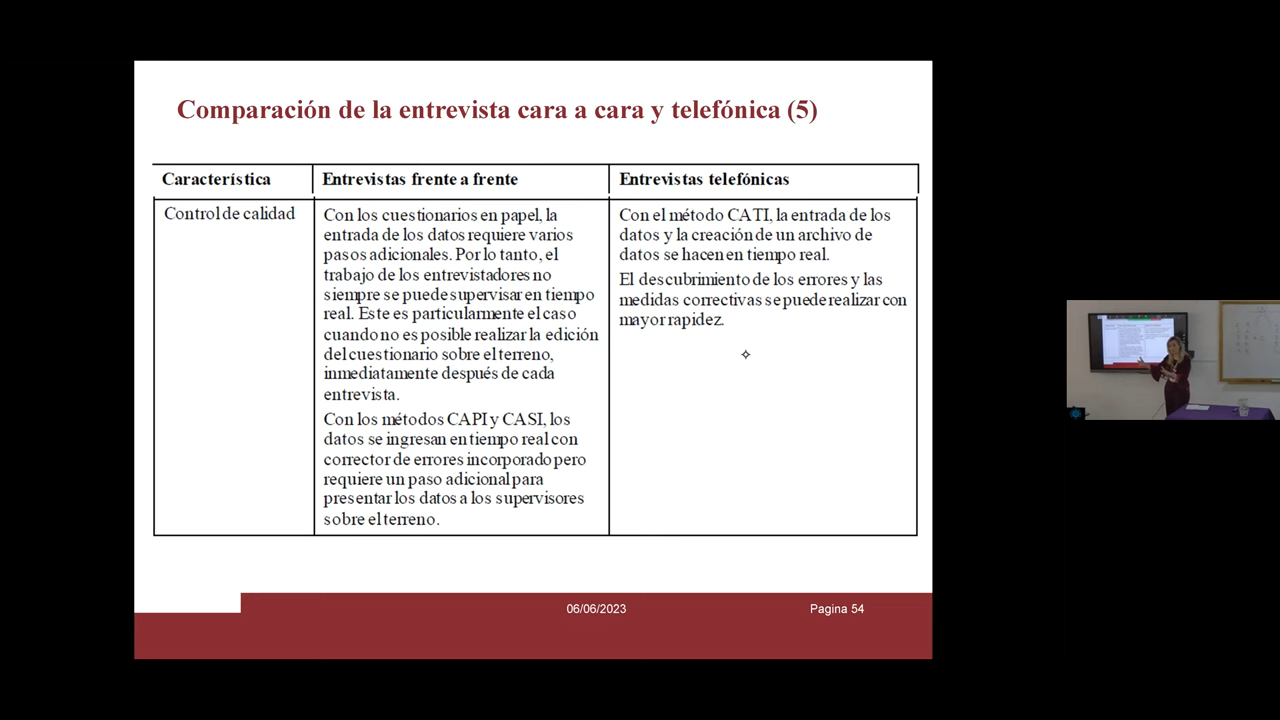 Comparación de la entrevista cara a cara y telefónica (5)
Característica
Entrevistas frente a frente
Entrevistas telefónicas
Control de calidad
Con los cuestionarios en papel, la
entrada de los datos requiere varios
pasos adicionales. Por lo tanto, el
trabajo de los entrevistadores no
siempre se puede supervisar en tiempo
real. Este es particularmente el caso
cuando no es posible realizar la edición
del cuestionario sobre el terreno,
inmediatamente después de cada
entrevista.
Con los métodos CAPI y CASI, los
datos se ingresan en tiempo real con
corrector de errores incorporado pero
requiere un paso adicional para
presentar los datos a los supervisores
sobre el terreno.
Con el método CATI, la entrada de los
datos y la creación de un archivo de
datos se hacen en tiempo real.
El descubrimiento de los errores y las
medidas correctivas se puede realizar con
mayor rapidez.
06/06/2023
Pagina 54